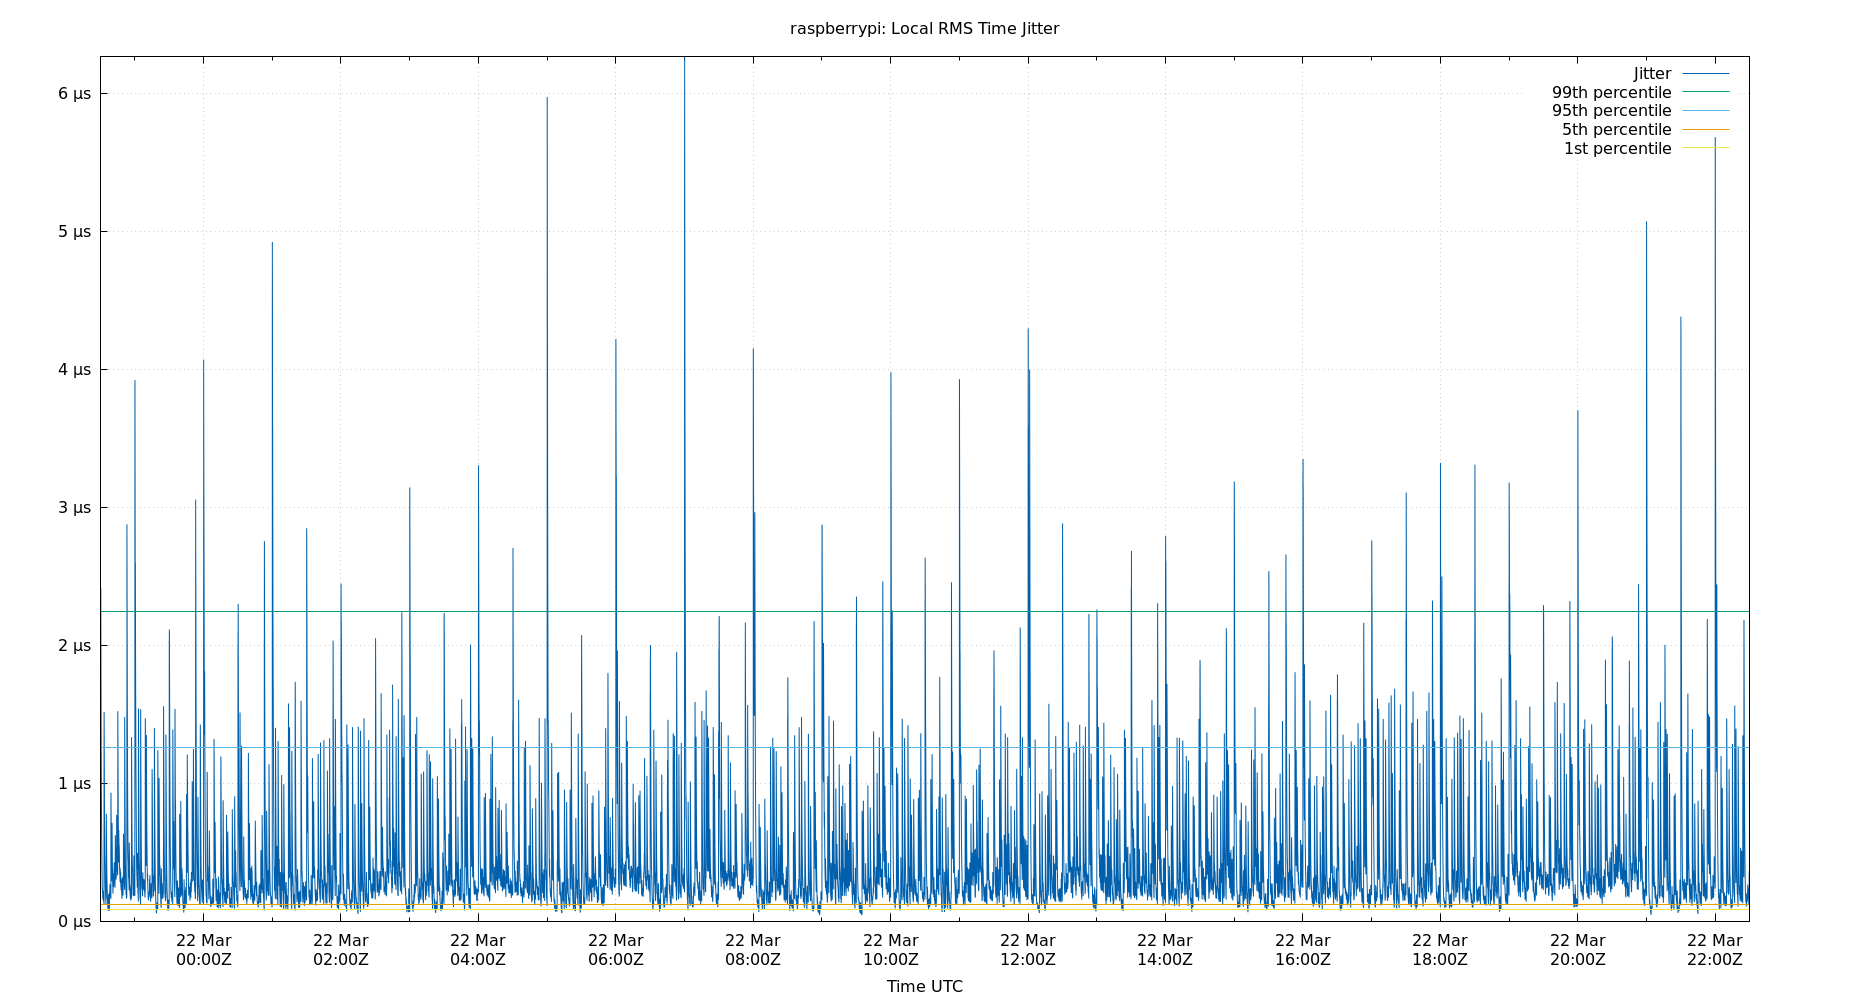 raspberrypi: Local RMS Time Jitter
Jitter
99th percentile
95th percentile
5th percentile
1st percentile
6 µs
5 µs
4 µs
3 µs
2 µs
1 µs
0 µs
22 Mar 22 Mar 22 Mar 22 Mar 22 Mar 22 Mar 22 Mar 22 Mar 22 Mar 22 Mar 22 Mar 22 Mar
00:00Z 02:00Z 04:00Z 06:00Z 08:00Z 10:00Z 12:00Z 14:00Z 16:00Z 18:00Z 20:00Z 22:00Z
Time UTC